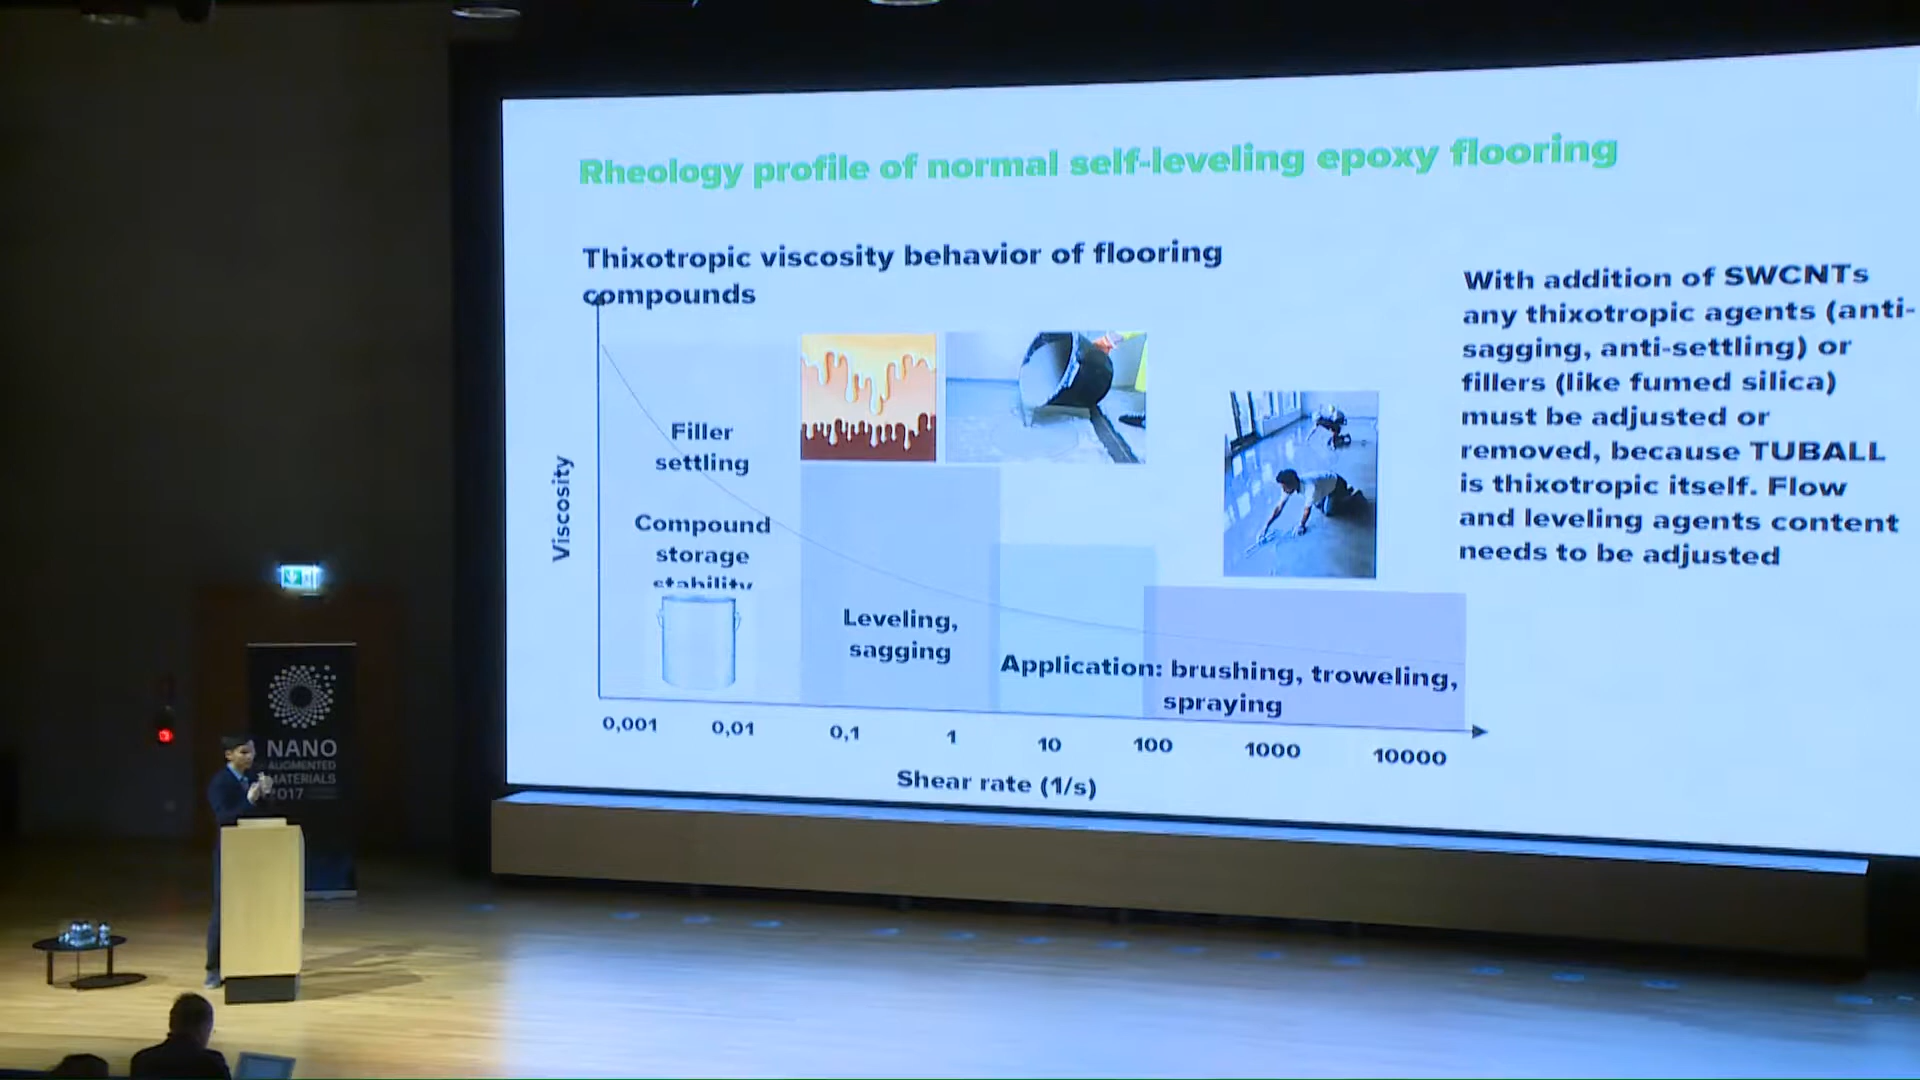 Rheology profile of normal self-leveling epoxy flooring
Thixotropic viscosity behavior of flooring
compounds
With addition of SWCNTs
any thixotropic agents (anti-
sagging, anti-settling) or
fillers (like fumed silica)
must be adjusted or
removed, because TUBALL
is thixotropic itself. Flow
and leveling agents content
needs to be adjusted
Viscosity
Filler
settling
Compound
storage
stability
Leveling,
sagging
Application: brushing, troweling,
spraying
0,001
0,01
0,1
1
10
100
1000
10000
Shear rate (1/s)
NANO
AUGMENTED
MATERIALS
2017